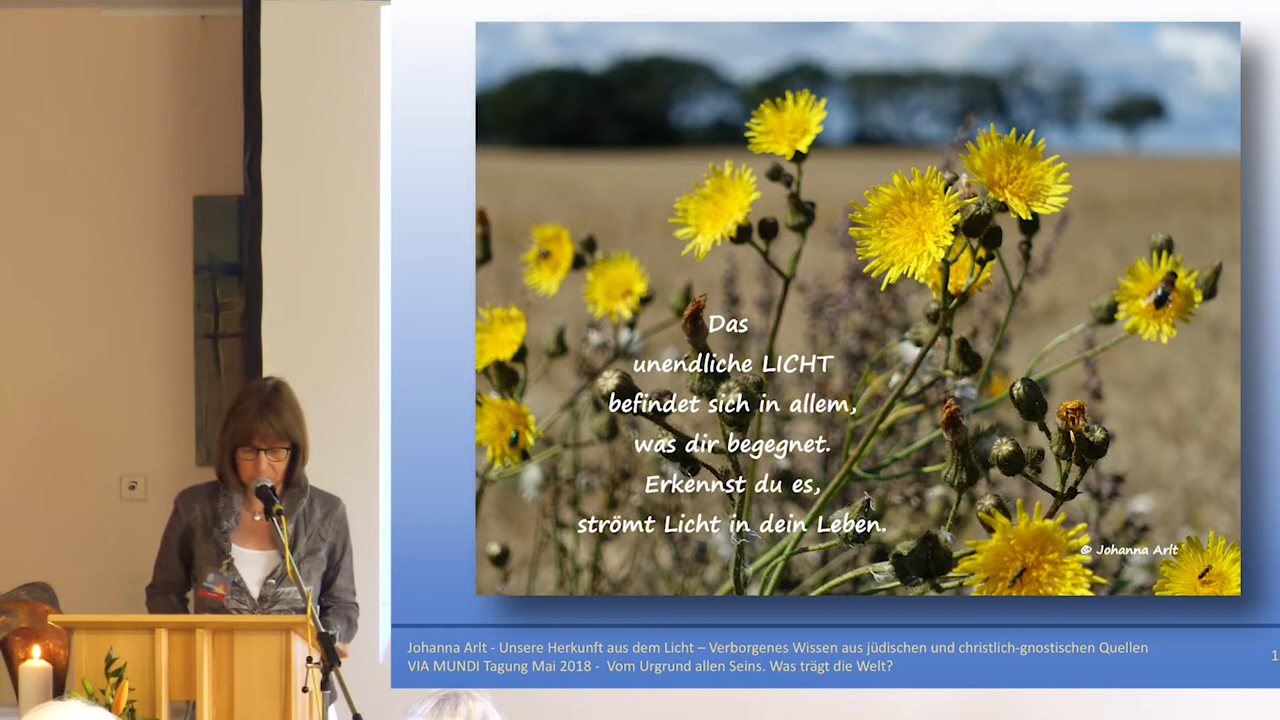 Das
unendliche LICHT
befindet sich in allem,
was dir begegnet.
Erkennst du es,
strömt Licht in dein Leben.
© Johanna Arlt
Johanna Arlt - Unsere Herkunft aus dem Licht – Verborgenes Wissen aus jüdischen und christlich-gnostischen Quellen
VIA MUNDI Tagung Mai 2018 - Vom Urgrund allen Seins. Was trägt die Welt?
1